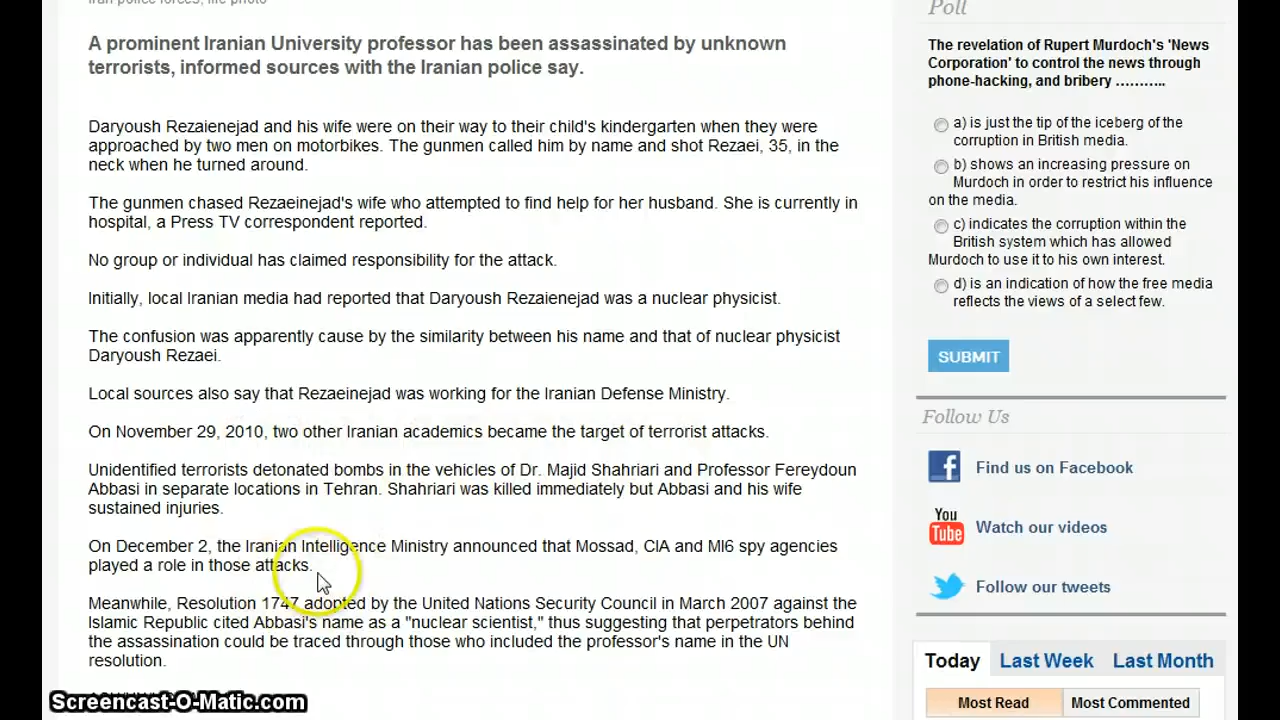 Iran police forces, file photo
A prominent Iranian University professor has been assassinated by unknown
terrorists, informed sources with the Iranian police say.
Daryoush Rezaienejad and his wife were on their way to their child's kindergarten when they were
approached by two men on motorbikes. The gunmen called him by name and shot Rezaei, 35, in the
neck when he turned around.
The gunmen chased Rezaeinejad's wife who attempted to find help for her husband. She is currently in
hospital, a Press TV correspondent reported.
No group or individual has claimed responsibility for the attack.
Initially, local Iranian media had reported that Daryoush Rezaienejad was a nuclear physicist.
The confusion was apparently cause by the similarity between his name and that of nuclear physicist
Daryoush Rezaei.
Local sources also say that Rezaeinejad was working for the Iranian Defense Ministry.
On November 29, 2010, two other Iranian academics became the target of terrorist attacks.
Unidentified terrorists detonated bombs in the vehicles of Dr. Majid Shahriari and Professor Fereydoun
Abbasi in separate locations in Tehran. Shahriari was killed immediately but Abbasi and his wife
sustained injuries.
On December 2, the Iranian Intelligence Ministry announced that Mossad, CIA and MI6 spy agencies
played a role in those attacks.
Meanwhile, Resolution 1747 adopted by the United Nations Security Council in March 2007 against the
Islamic Republic cited Abbasi's name as a "nuclear scientist," thus suggesting that perpetrators behind
the assassination could be traced through those who included the professor's name in the UN
resolution.
Screencast-O-Matic.com
Poll
The revelation of Rupert Murdoch's 'News
Corporation' to control the news through
phone-hacking, and bribery ………..
a) is just the tip of the iceberg of the
corruption in British media.
b) shows an increasing pressure on
Murdoch in order to restrict his influence
on the media.
c) indicates the corruption within the
British system which has allowed
Murdoch to use it to his own interest.
d) is an indication of how the free media
reflects the views of a select few.
SUBMIT
Follow Us
Find us on Facebook
You
Tube
Watch our videos
Follow our tweets
Today Last Week Last Month
Most Read Most Commented